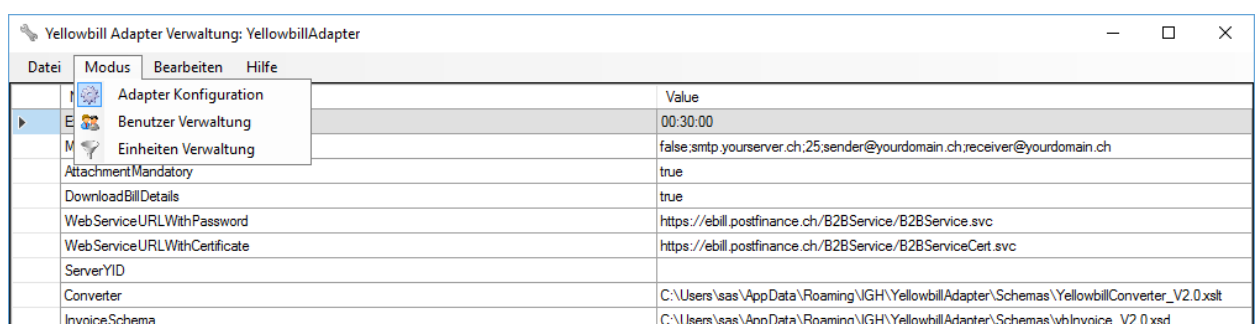 Yellowbill Adapter Verwaltung: YellowbillAdapter
Datei Modus Bearbeiten Hilfe
Adapter Konfiguration
Benutzer Verwaltung
Einheiten Verwaltung
Value
00:30:00
false;smtp.yourserver.ch;25;sender@yourdomain.ch;receiver@yourdomain.ch
AttachmentMandatory true
DownloadBillDetails true
WebServiceURLWithPassword https://ebill.postfinance.ch/B2BService/B2BService.svc
WebServiceURLWithCertificate https://ebill.postfinance.ch/B2BService/B2BServiceCert.svc
ServerYID
Converter C:\Users\sas\AppData\Roaming\IGH\YellowbillAdapter\Schemas\YellowbillConverter_V2.0.xslt
InvoiceSchema C:\Users\sas\AppData\Roaming\IGH\YellowbillAdapter\Schemas\ybInvoice_V2.0.xsd